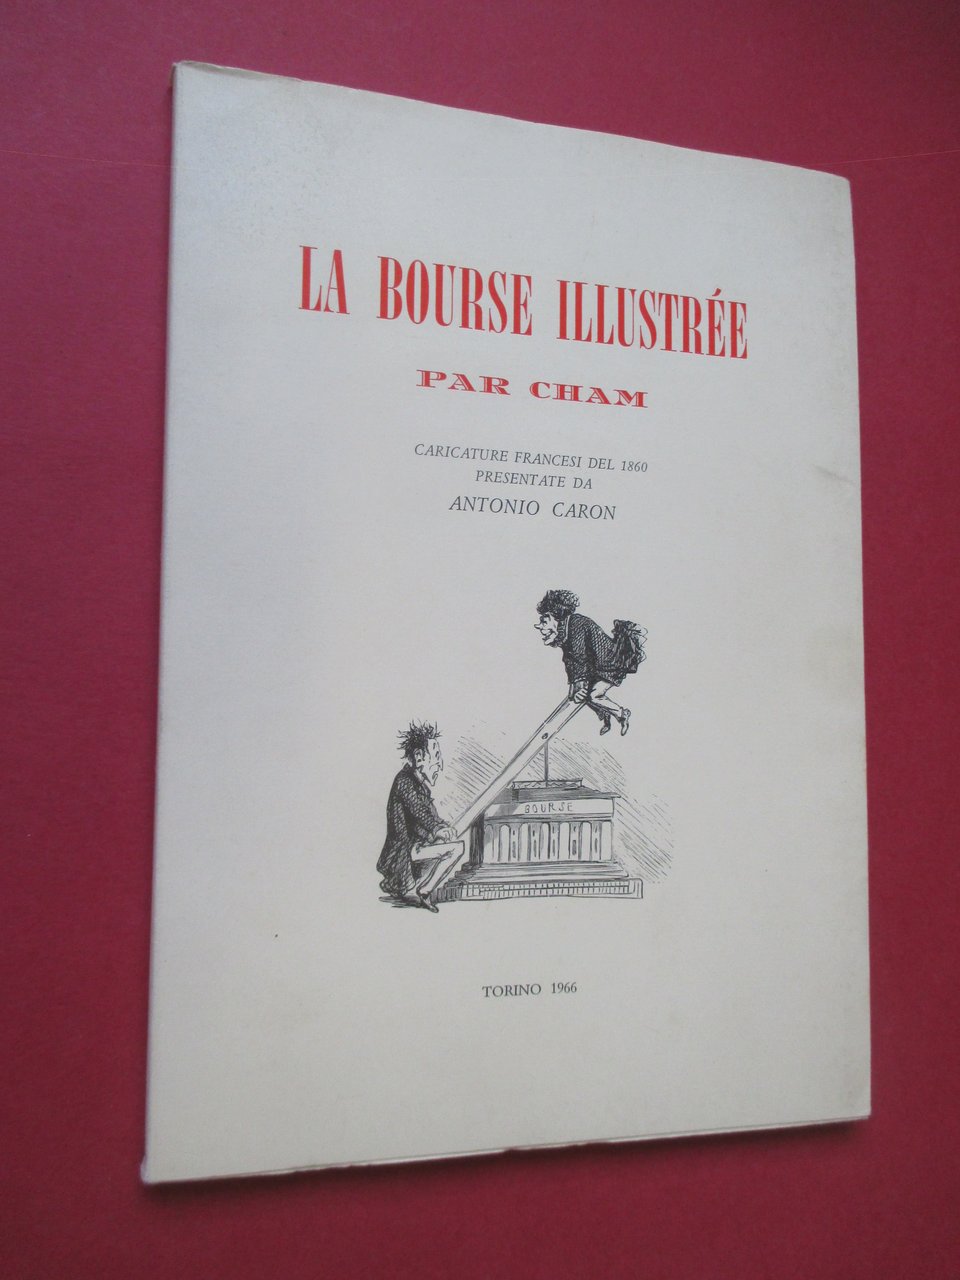 LA BOURSE ILLUSTRÉE
PAR CHAM
CARICATURE FRANCESI DEL 1860
PRESENTATE DA
ANTONIO CARON
BOURSE
TORINO 1966